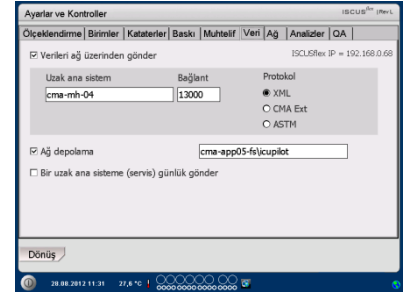 Ayarlar ve Kontroller
ISCUSflex
Ölçeklendirme Birimler Kataterler Baskı Muhtelif Veri Ağ Analizler QA
Verileri ağ üzerinden gönder
ISCUSflex IP = 192.168.0.68
Uzak ana sistem Bağlant Protokol
cma-mh-04 13000 XML
CMA Ext
ASTM
Ağ depolama cma-app05-fs\icupilot
Bir uzak ana sisteme (servis) günlük gönder
Dönüş
28.08.2012 11:31 27,6 °C